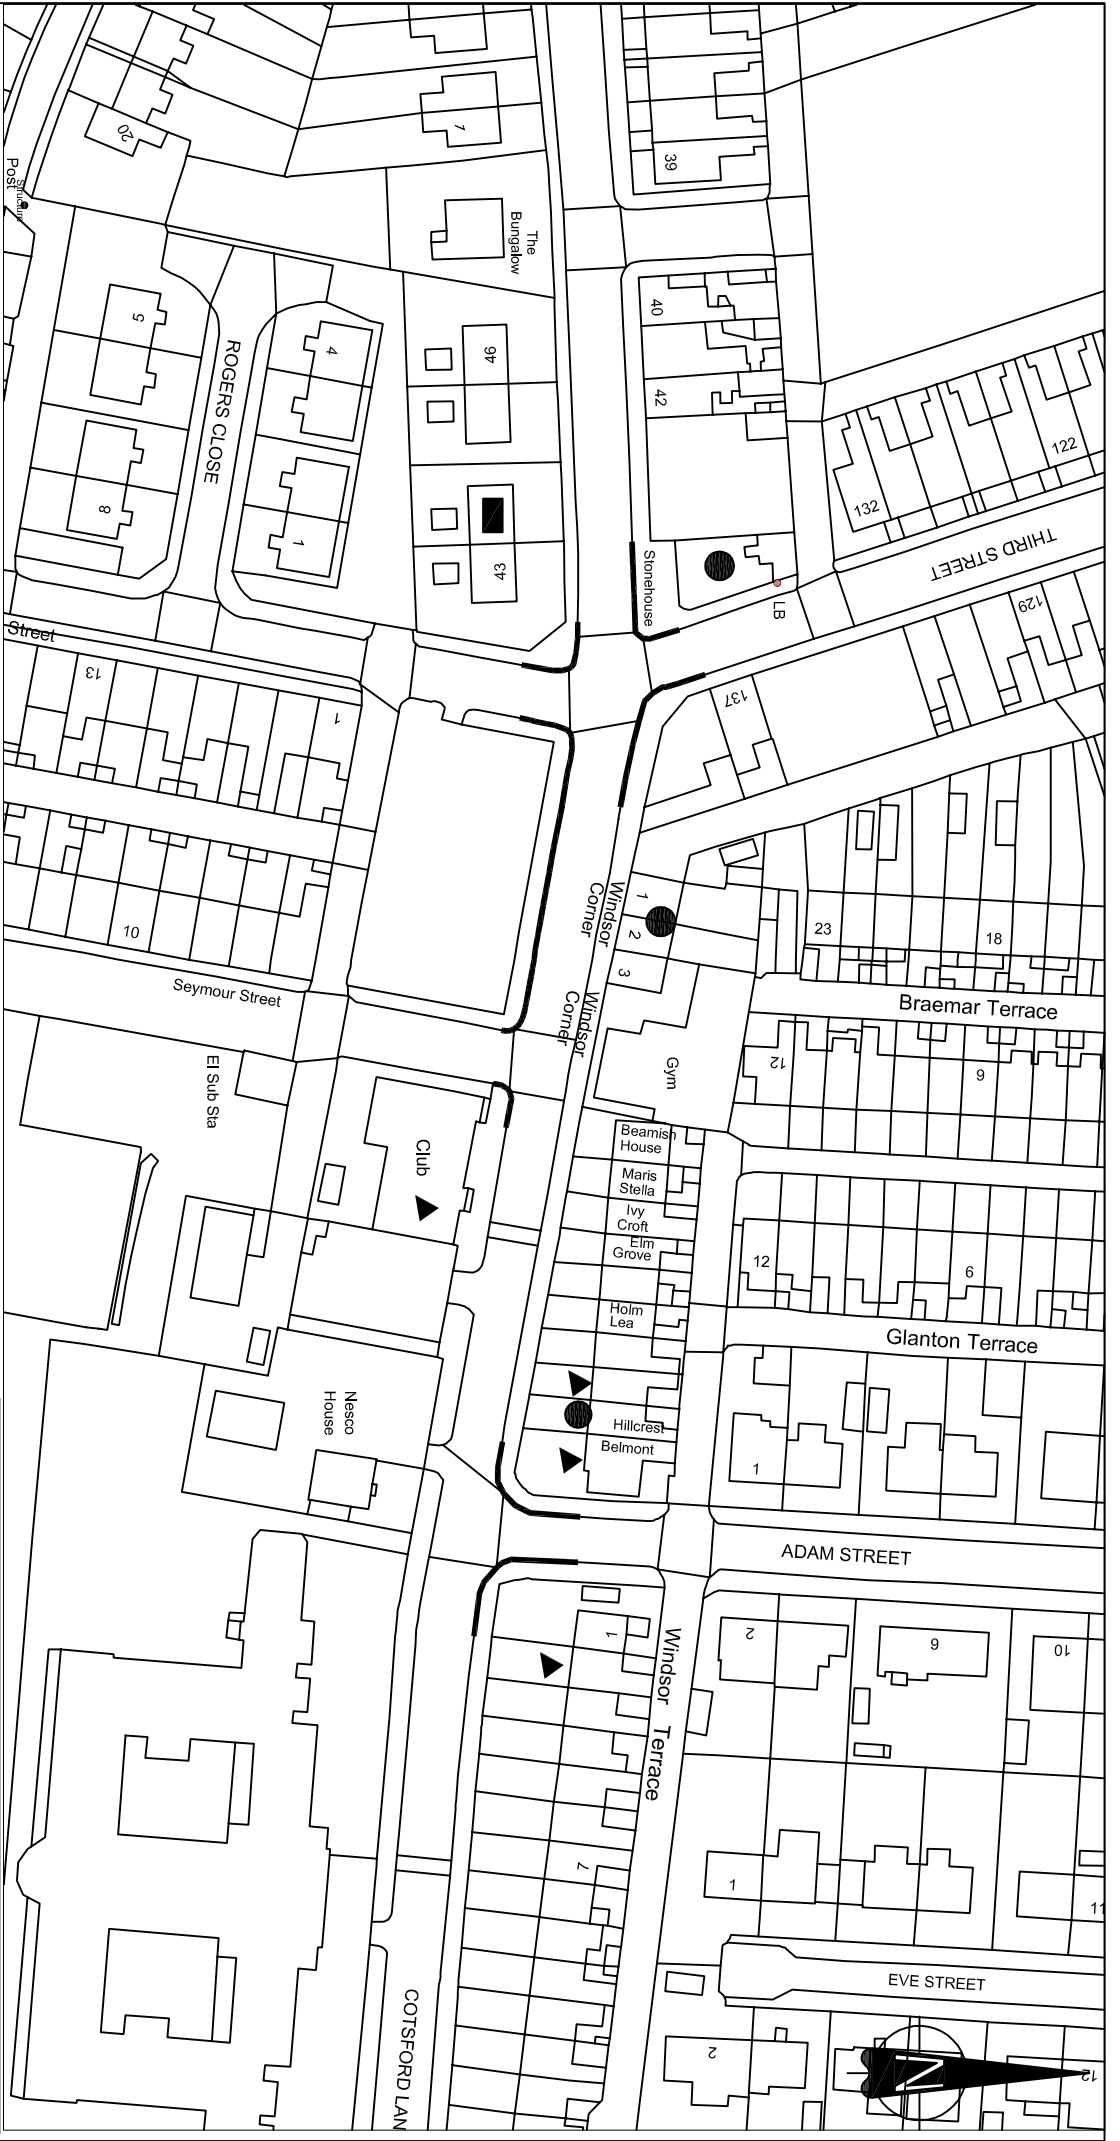 39
7
20
Post
Structure
The
Bungalow
40
5
4
46
ROGERS CLOSE
42
122
132
8
1
43
THIRD STREET
Stonehouse
LB
129
Street
13
1
137
Windsor
Corner
1
2
3
23
18
10
Seymour Street
Windsor
Corner
Braemar Terrace
El Sub Sta
Gym
12
6
Club
Beamish
House
Maris
Stella
Ivy
Croft
Elm
Grove
12
6
Holm
Lea
Glanton Terrace
Nesco
House
Hillcrest
Belmont
1
ADAM STREET
1
2
6
10
Windsor Terrace
7
1
11
EVE STREET
COTSFORD LAN
2
N
12